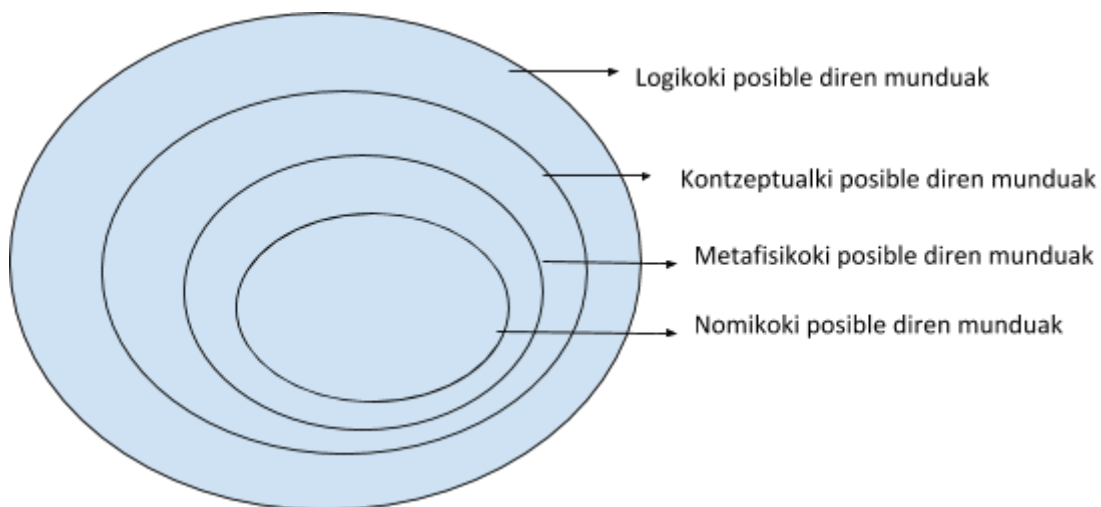 Logikoki posible diren munduak
Kontzeptualki posible diren munduak
Metafisikoki posible diren munduak
Nomikoki posible diren munduak